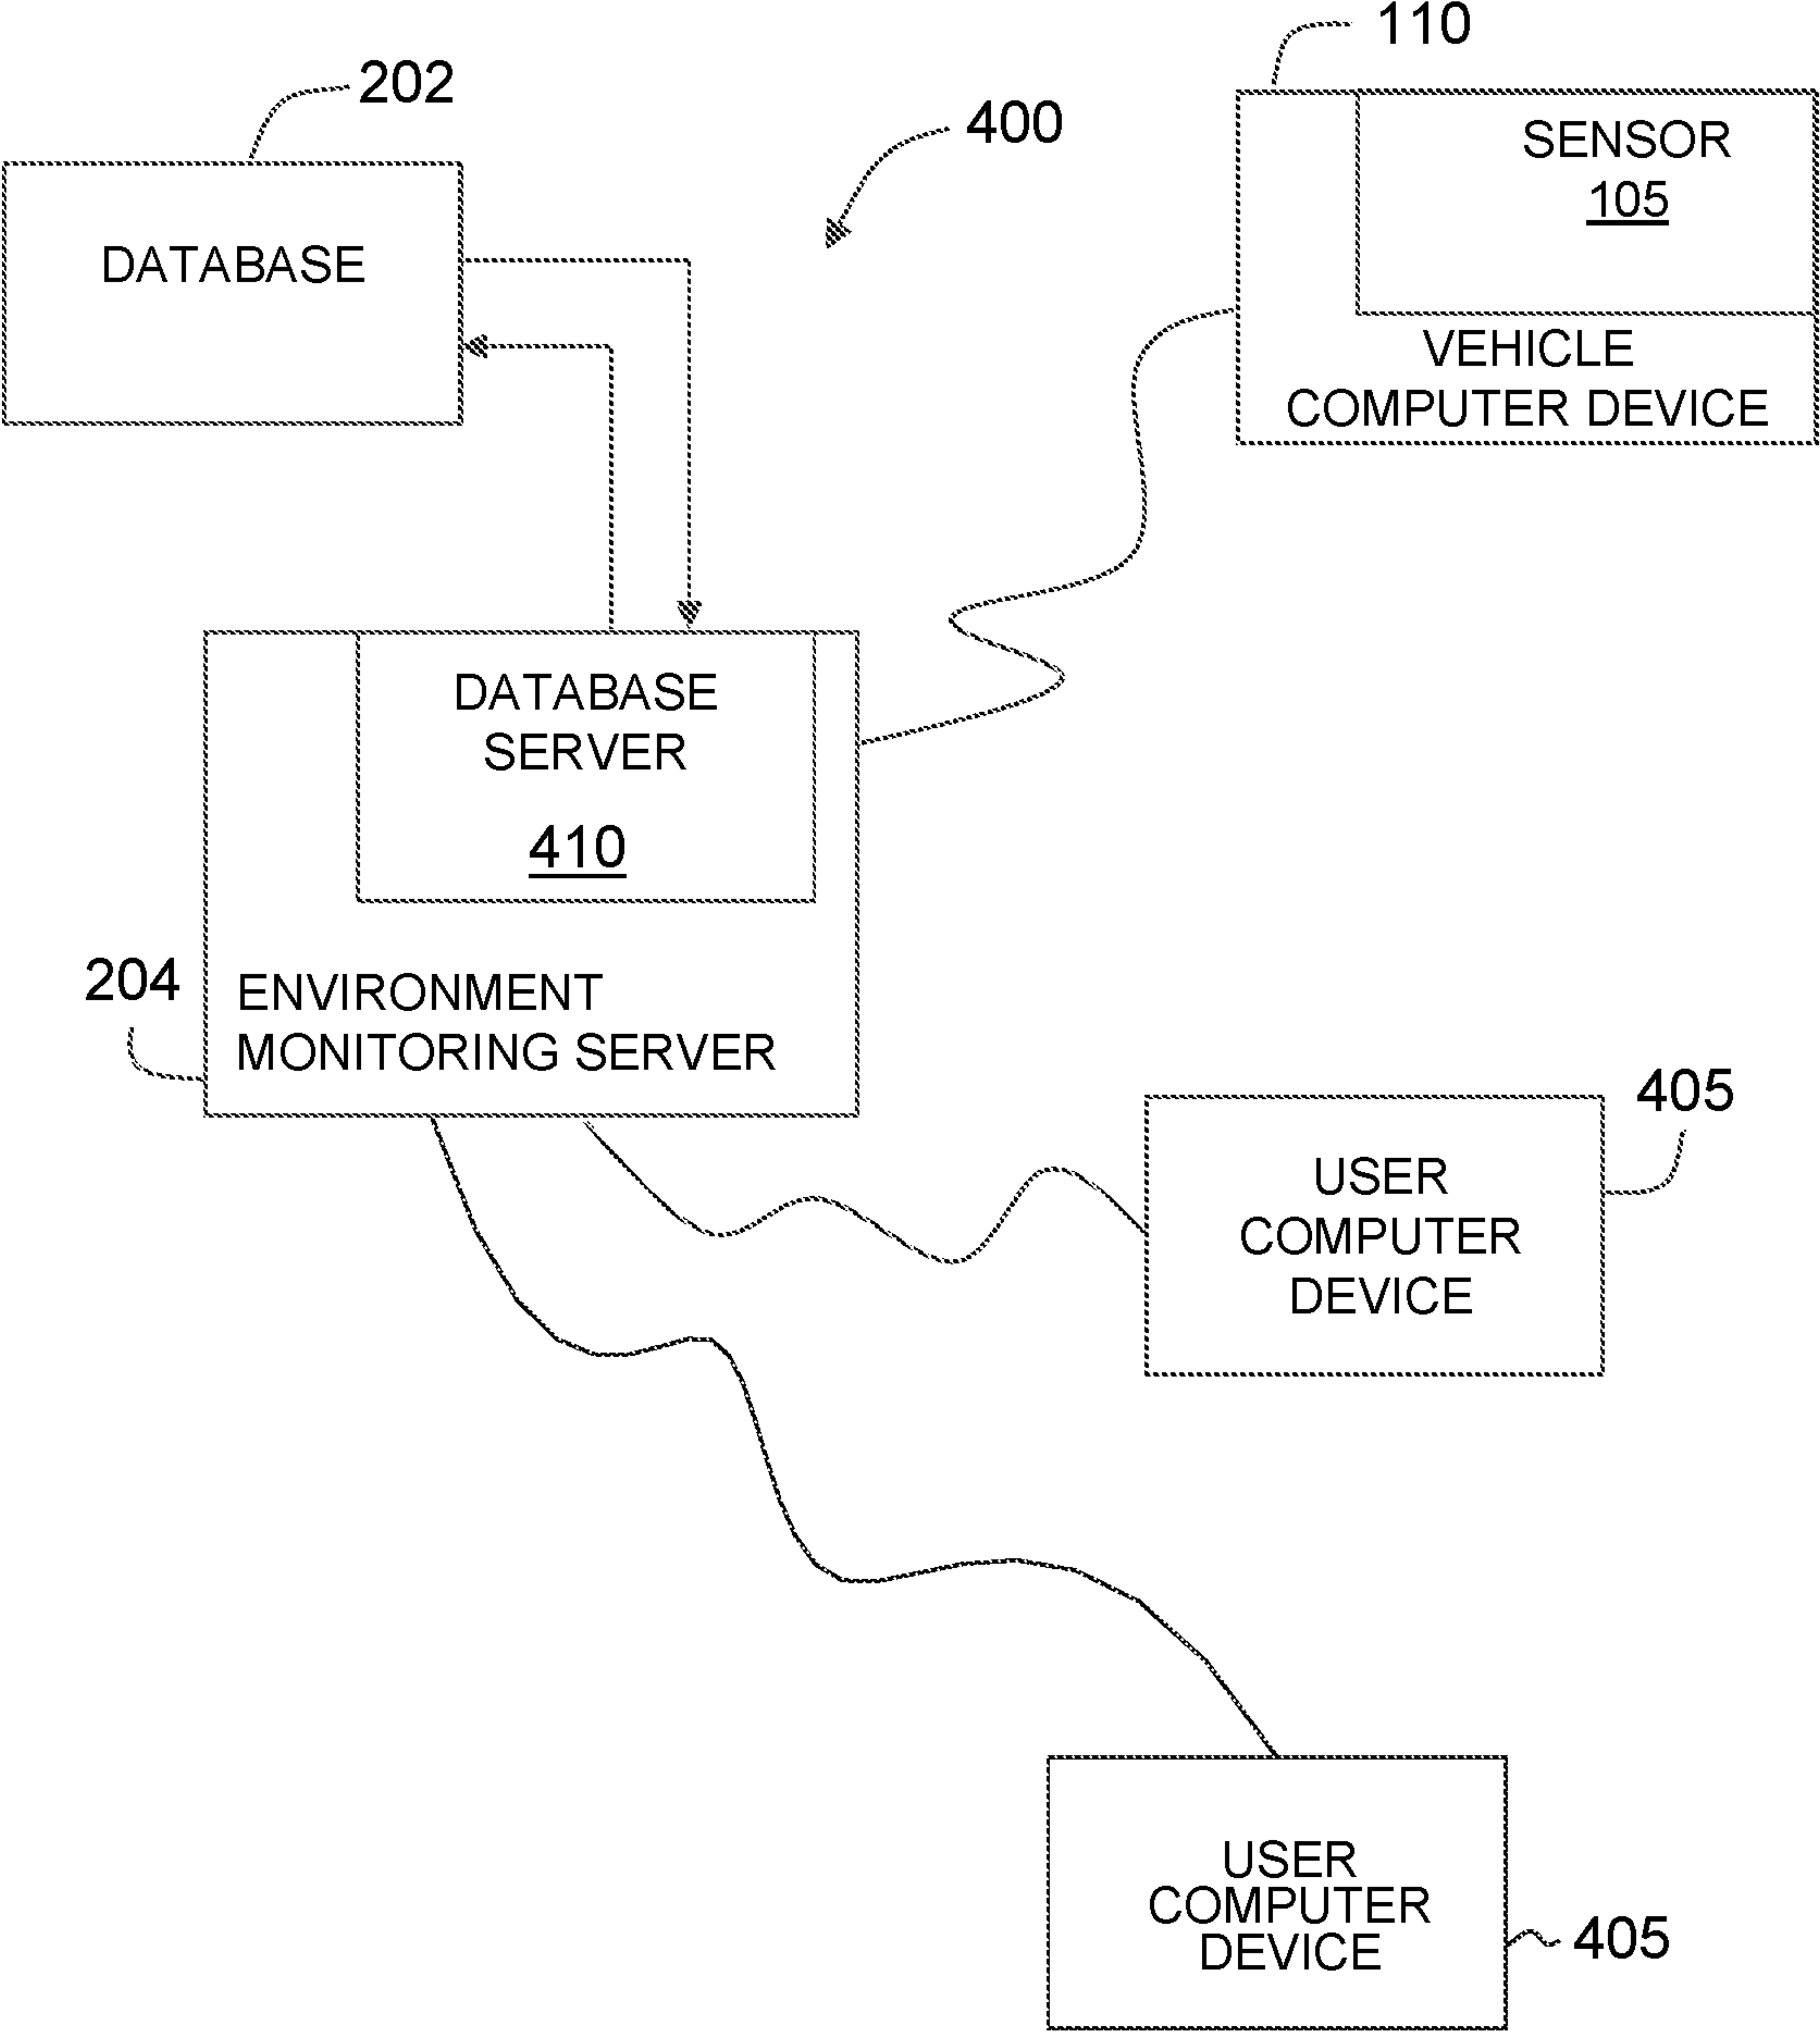 110
202
400
SENSOR
105
DATABASE
VEHICLE
COMPUTER DEVICE
DATABASE
SERVER
410
204
ENVIRONMENT
MONITORING SERVER
405
USER
COMPUTER
DEVICE
USER
COMPUTER
DEVICE
405